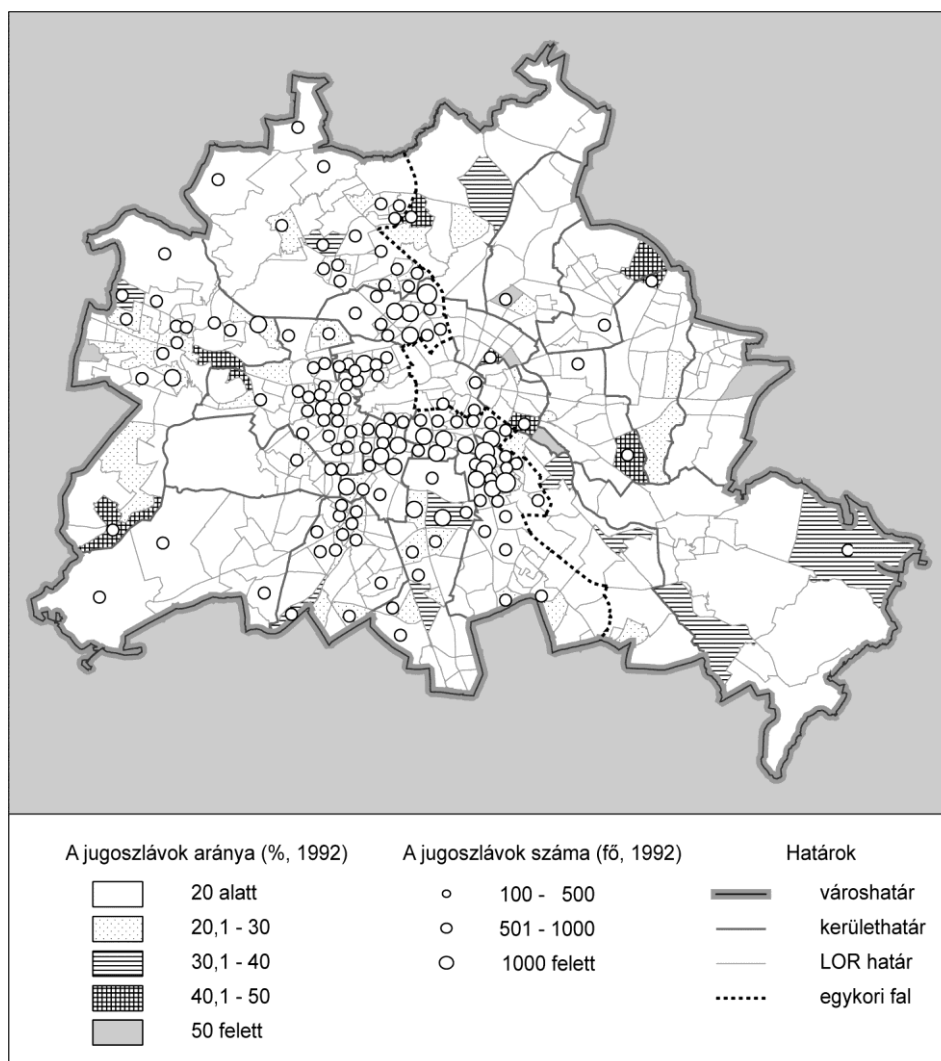 A jugoszlávok aránya (%, 1992)
20 alatt
20,1 - 30
30,1 - 40
40,1 - 50
50 felett
A jugoszlávok száma (fő, 1992)
100 - 500
501 - 1000
1000 felett
Határok
városhatár
kerülethatár
LOR határ
egykori fal